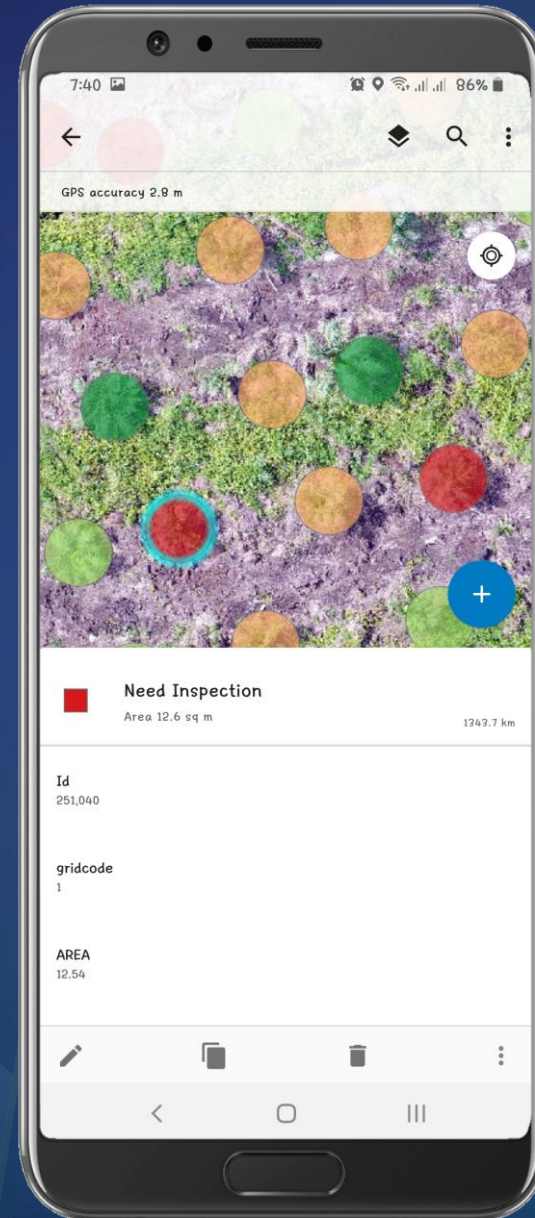 7:40
86%
GPS accuracy 2.8 m
+
Need Inspection
Area 12.6 sq m
1343.7 km
Id
251,040
gridcode
1
AREA
12.54